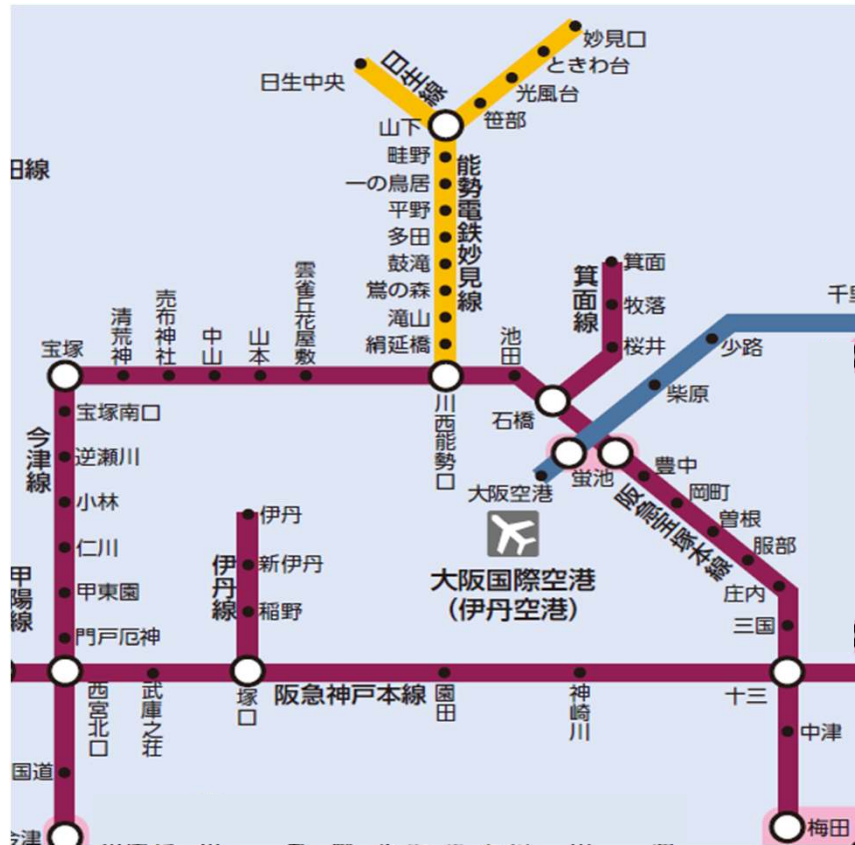 妙見口
ときわ台
光風台
笹部
日生線
日生中央
山下
畦野
一の鳥居
平野
多田
鼓滝
鶯の森
滝山
絹延橋
能勢電鉄妙見線
田線
箕面
牧落
桜井
箕面線
千里
少路
柴原
宝塚
清荒神
売布神社
中山
山本
雲雀丘花屋敷
川西能勢口
池田
石橋
蛍池
大阪空港
豊中
岡町
曽根
服部
庄内
三国
阪急宝塚本線
大阪国際空港
(伊丹空港)
宝塚南口
逆瀬川
小林
仁川
甲東園
門戸厄神
今津線
甲陽線
伊丹
新伊丹
稲野
伊丹線
西宮北口
武庫之荘
塚口
阪急神戸本線
園田
神崎川
十三
中津
梅田
国道
今津